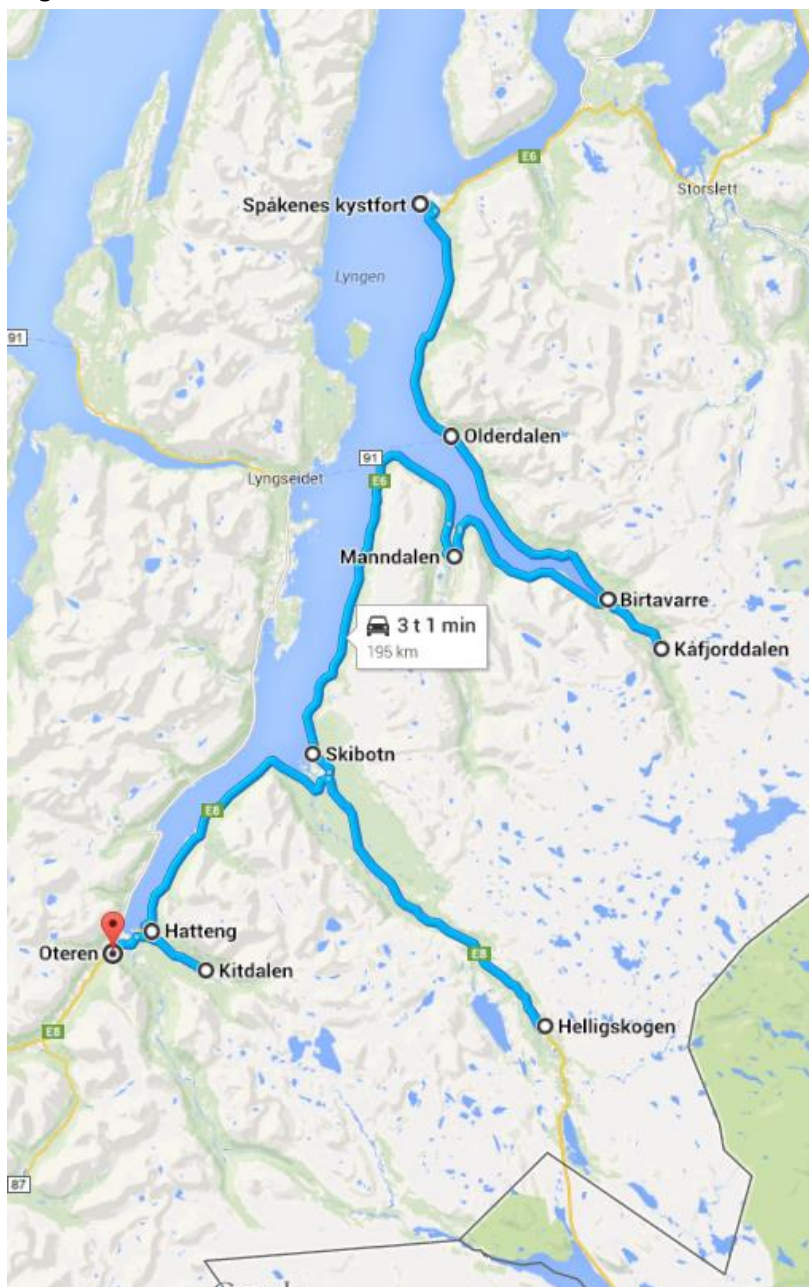 E6
Storslett
Spåkenes kystfort
Lyngen
91
Olderdalen
91
Lyngseidet
E6
Manndalen
Birtavarre
3 t 1 min
195 km
Kåfjorddalen
Skibotn
E8
Hatteng
Oteren
Kitdalen
E8
Helligskogen
E8
87